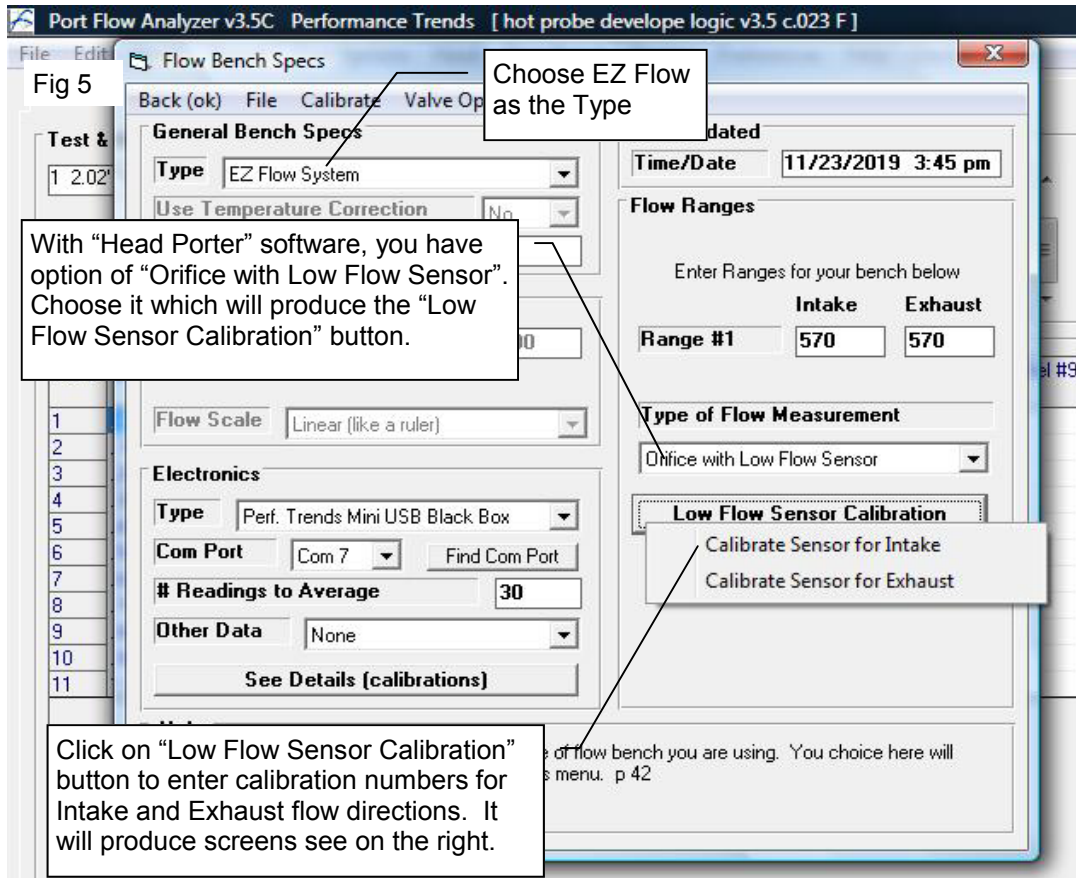 Port Flow Analyzer v3.5C Performance Trends [ hot probe develope logic v3.5 c.023 F ]
File Edit
Fig 5
Flow Bench Specs
Back (ok) File Calibrate Valve Op
Choose EZ Flow
as the Type
Test &
1 2.02"
General Bench Specs
Type EZ Flow System
Use Temperature Correction No
With “Head Porter” software, you have
option of “Orifice with Low Flow Sensor”.
Choose it which will produce the “Low
Flow Sensor Calibration” button.
Flow Scale Linear (like a ruler)
Electronics
Type Perf. Trends Mini USB Black Box
Com Port Com 7 Find Com Port
# Readings to Average 30
Other Data None
See Details (calibrations)
dated
Time/Date 11/23/2019 3:45 pm
Flow Ranges
Enter Ranges for your bench below
Intake Exhaust
Range #1 570 570
Type of Flow Measurement
Orifice with Low Flow Sensor
Low Flow Sensor Calibration
Calibrate Sensor for Intake
Calibrate Sensor for Exhaust
el #9
1
2
3
4
5
6
7
8
9
10
11
Click on “Low Flow Sensor Calibration”
button to enter calibration numbers for
Intake and Exhaust flow directions. It
will produce screens see on the right.
e of flow bench you are using. You choice here will
s menu. p 42